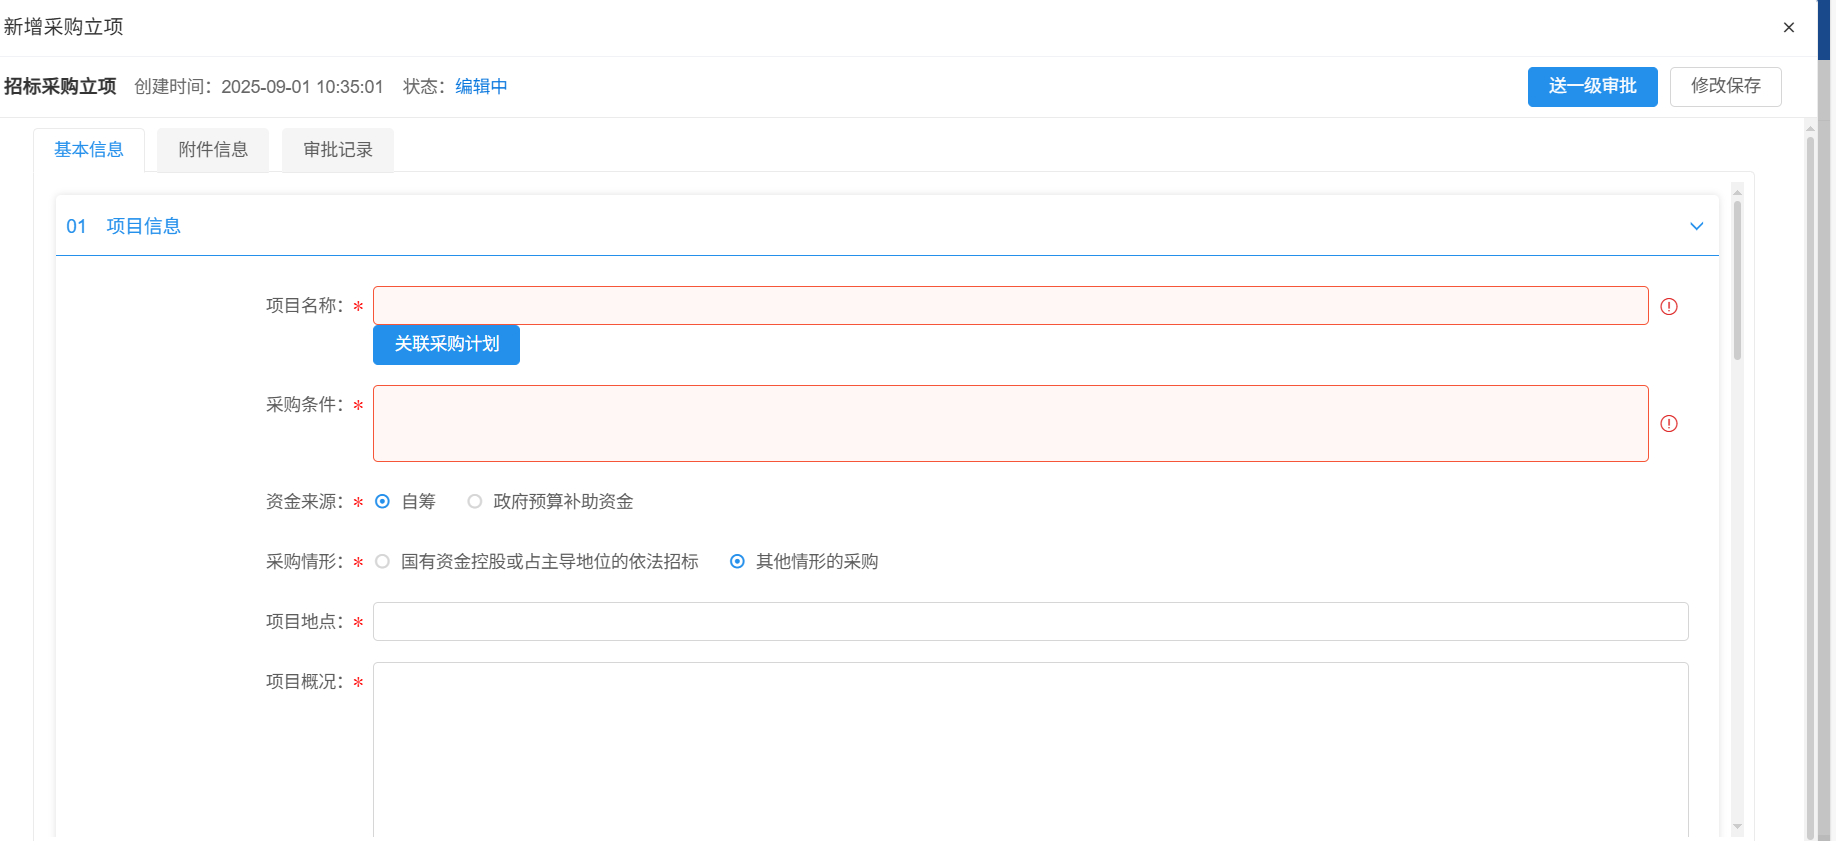 新增采购立项
招标采购立项 创建时间：2025-09-01 10:35:01 状态：编辑中 送一级审批 修改保存
基本信息 附件信息 审批记录
01 项目信息
项目名称：*
关联采购计划
采购条件：*
资金来源：* 自筹 政府预算补助资金
采购情形：* 国有资金控股或占主导地位的依法招标 其他情形的采购
项目地点：*
项目概况：*